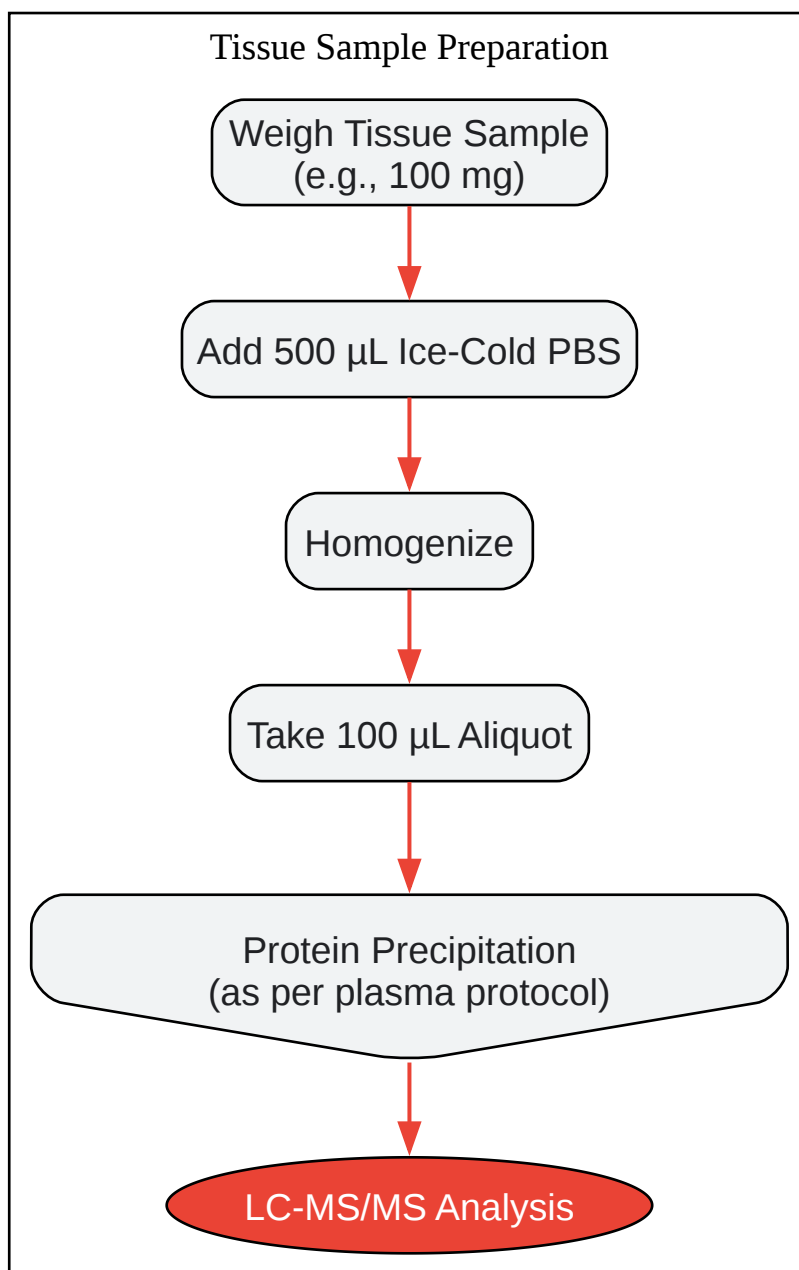 Tissue Sample Preparation
Weigh Tissue Sample
(e.g., 100 mg)
Add 500 µL Ice-Cold PBS
Homogenize
Take 100 µL Aliquot
Protein Precipitation
(as per plasma protocol)
LC-MS/MS Analysis